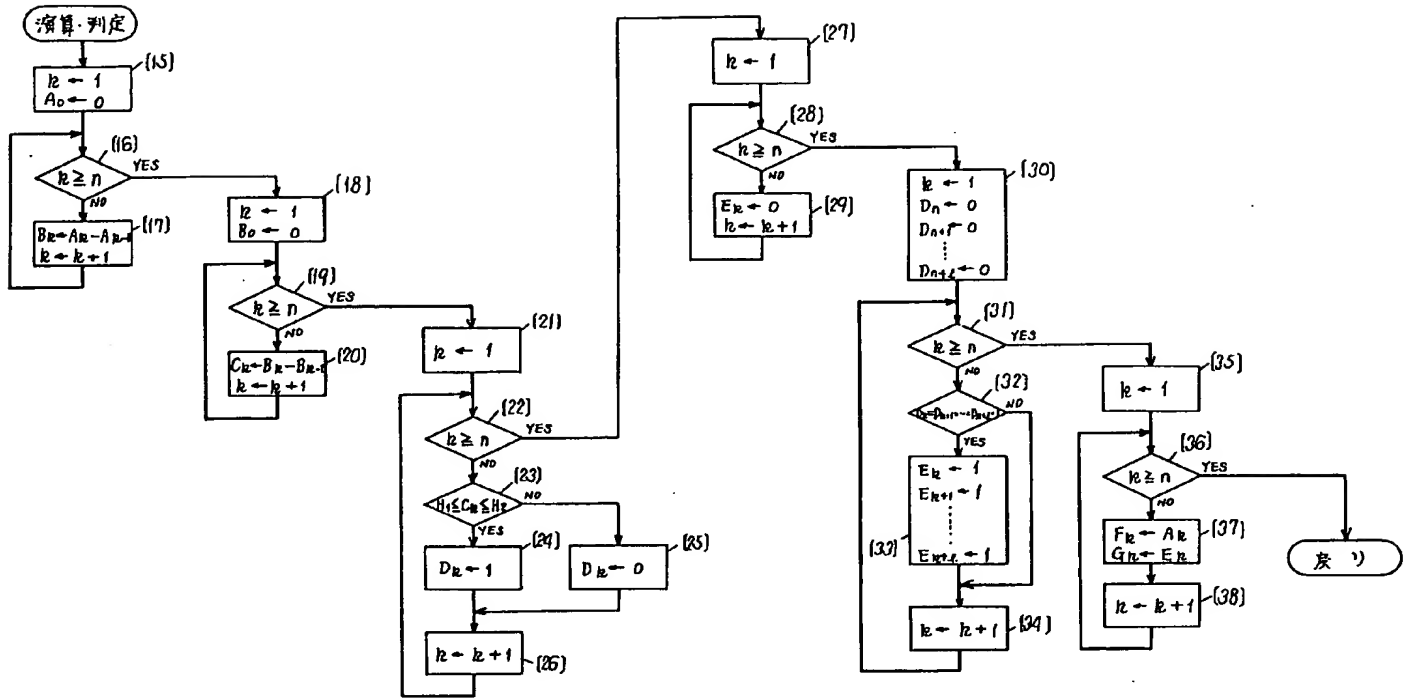 演算・判定
(15)
k ← 1
A₀ ← 0
(16)
k ≧ n
YES
NO
(17)
Bk←Ak-Ak-1
k ← k+1
(18)
k ← 1
B₀ ← 0
(19)
k ≧ n
YES
NO
(20)
Ck←Bk-Bk-1
k ← k+1
(21)
k ← 1
(22)
k ≧ n
YES
NO
(23)
H₁≦Ck≦H₂
NO
YES
(24)
Dk ← 1
(25)
Dk ← 0
k ← k+1
(26)
(27)
k ← 1
(28)
k ≧ n
YES
NO
Ek ← 0
k ← k+1
(29)
(30)
k ← 1
Dn ← 0
Dn+1 ← 0
Dn+ℓ ← 0
(31)
k ≧ n
YES
NO
(32)
NO
YES
Ek ← 1
Ek+1 ← 1
Ek+ℓ ← 1
(33)
k ← k+1
(34)
(35)
k ← 1
(36)
k ≧ n
YES
NO
Fk ← Ak
Gk ← Ek
(37)
k ← k+1
(38)
戻り